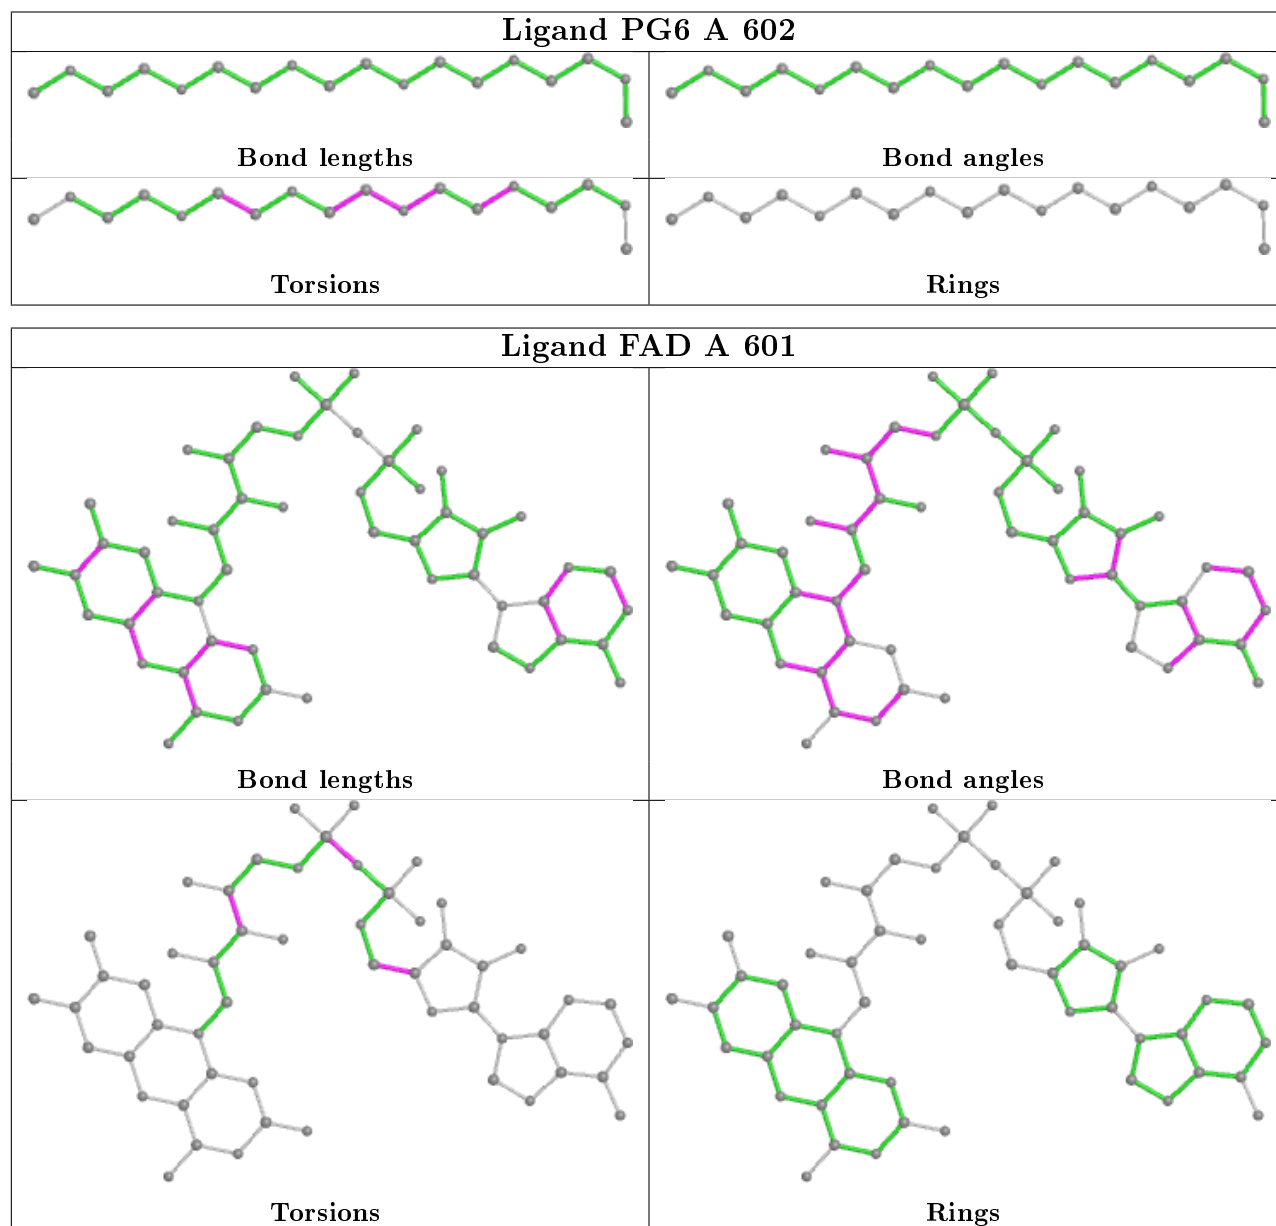 Ligand PG6 A 602
Bond lengths
Bond angles
Torsions
Rings
Ligand FAD A 601
Bond lengths
Bond angles
Torsions
Rings